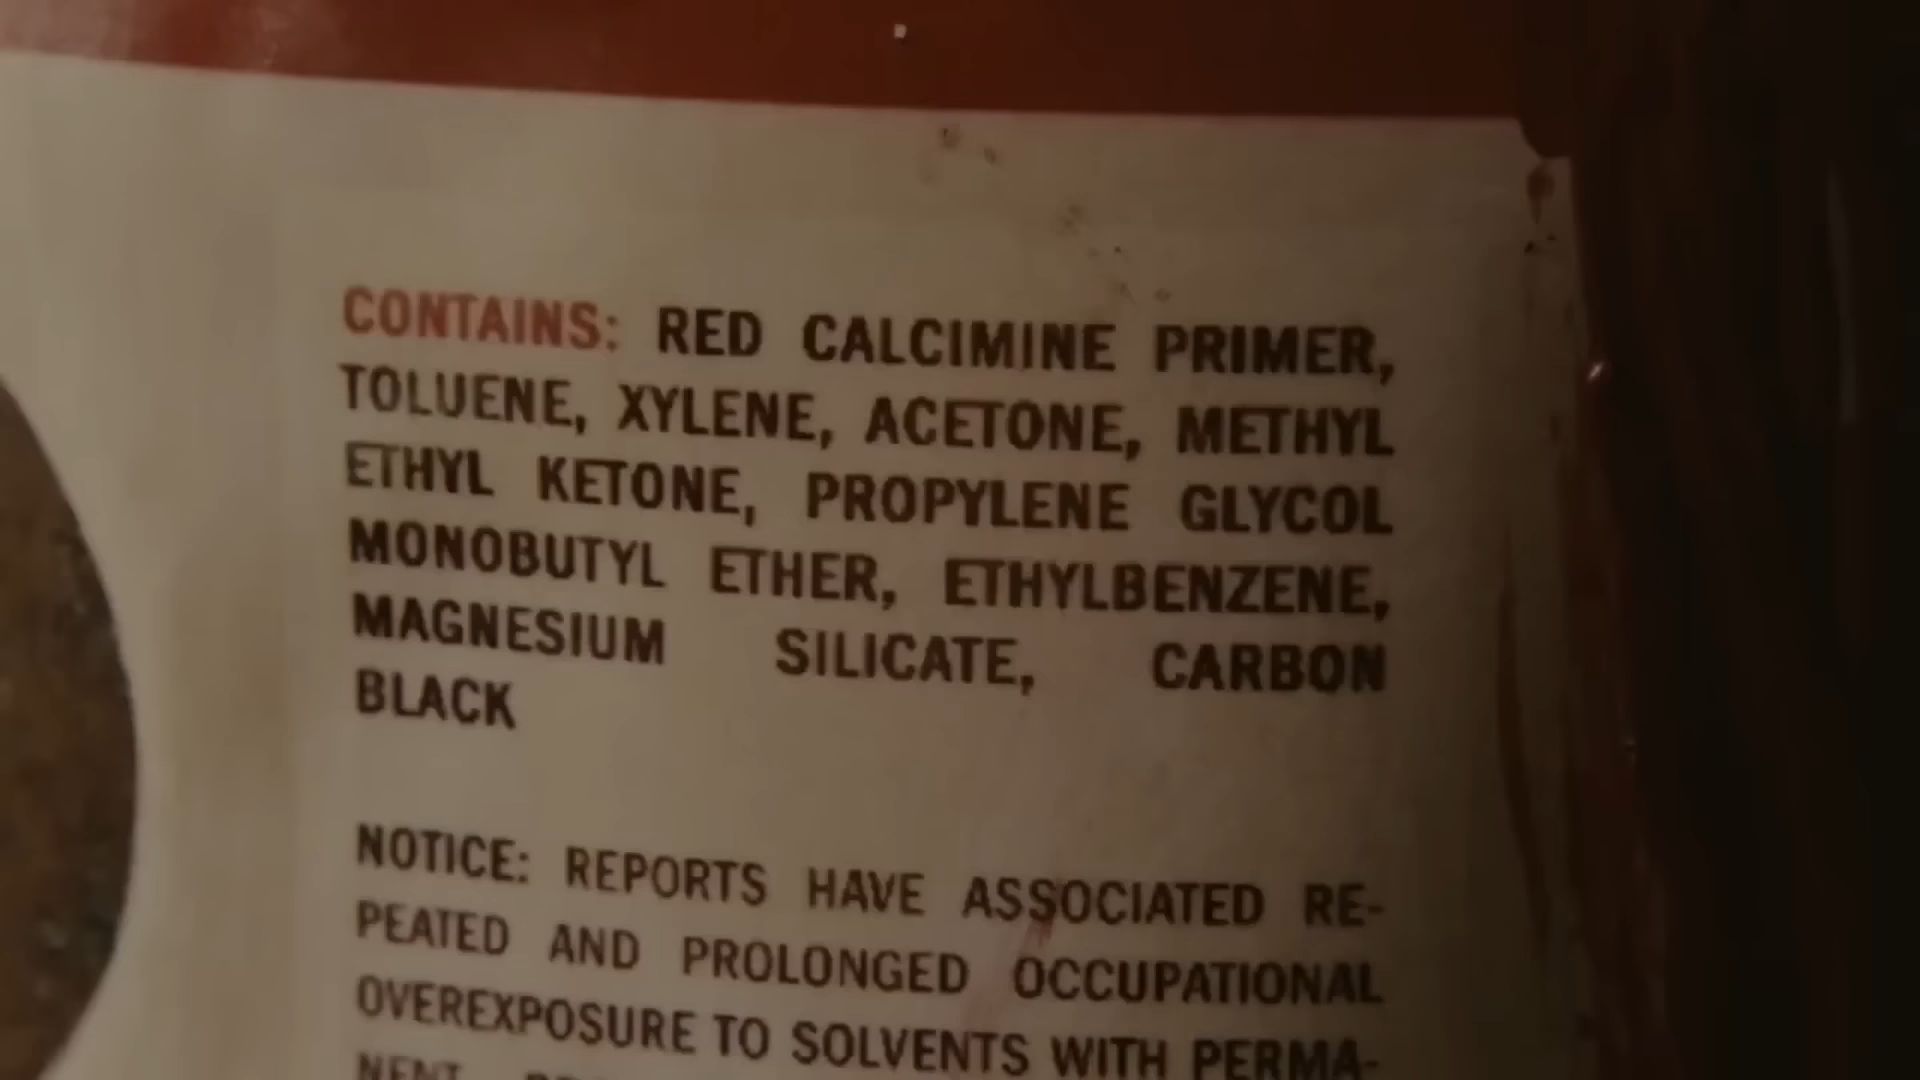 CONTAINS: RED CALCIMINE PRIMER,
TOLUENE, XYLENE, ACETONE, METHYL
ETHYL KETONE, PROPYLENE GLYCOL
MONOBUTYL ETHER, ETHYLBENZENE,
MAGNESIUM SILICATE, CARBON
BLACK
NOTICE: REPORTS HAVE ASSOCIATED RE-
PEATED AND PROLONGED OCCUPATIONAL
OVEREXPOSURE TO SOLVENTS WITH PERMA-
NENT